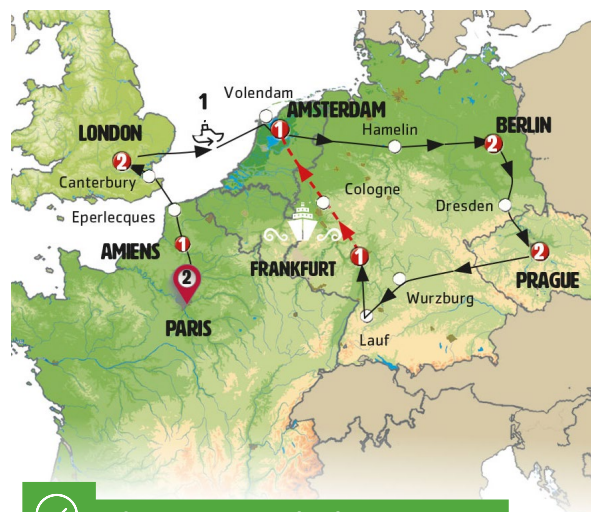 1
Volendam
AMSTERDAM
1
LONDON
2
Hamelin
BERLIN
2
Canterbury
Cologne
Eperlecques
Dresden
AMIENS
1
FRANKFURT
1
2
PRAGUE
2
PARIS
Wurzburg
Lauf